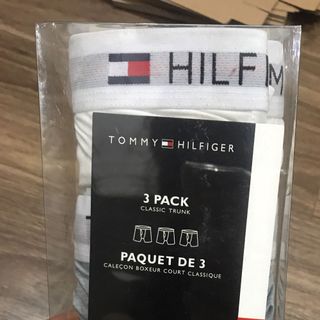 HILF M
TOMMY HILFIGER
3 PACK
CLASSIC TRUNK
PAQUET DE 3
CALEÇON BOXEUR COURT CLASSIQUE